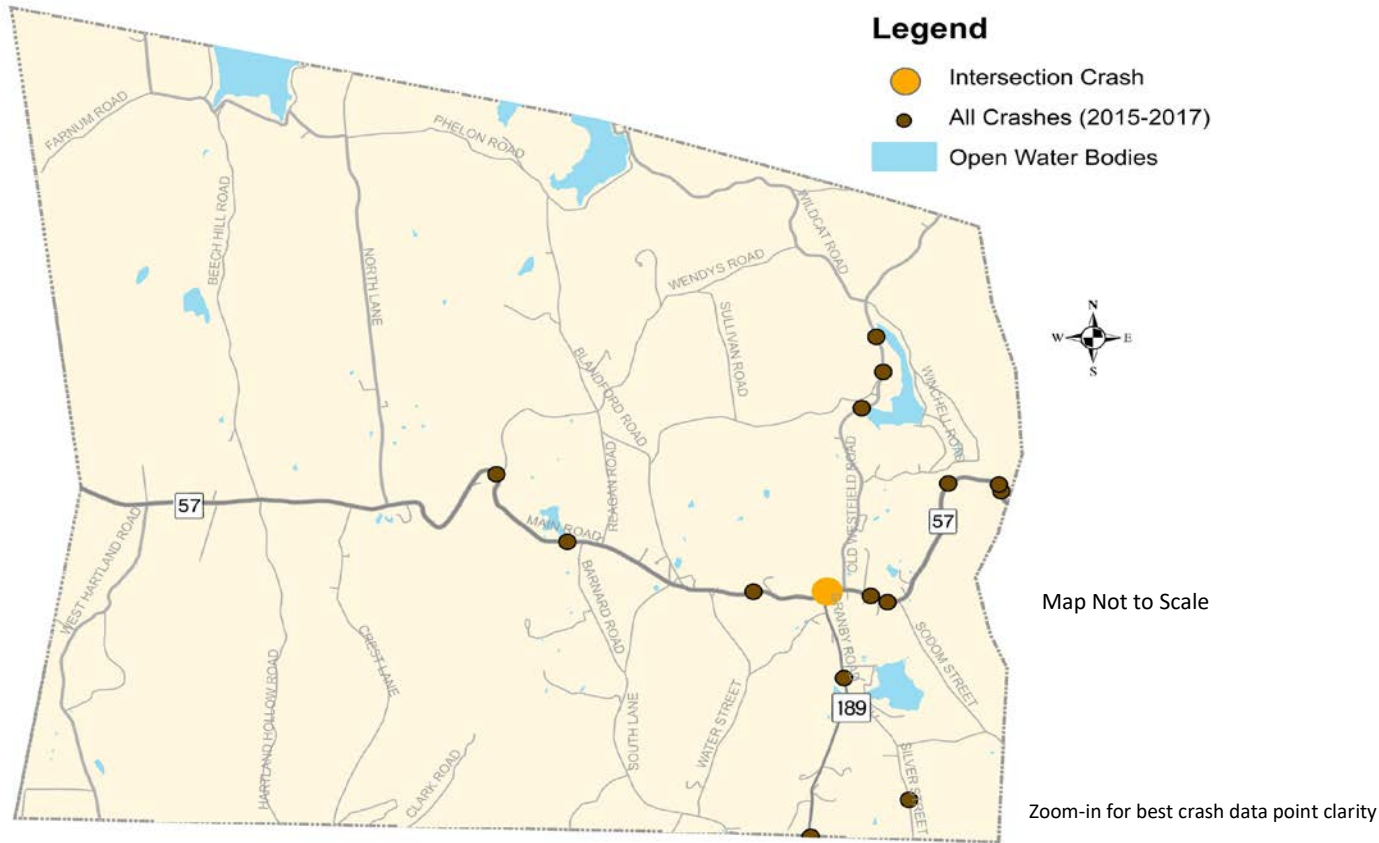 Legend
Intersection Crash
All Crashes (2015-2017)
Open Water Bodies
FARNUM ROAD
PHELON ROAD
BEECH HILL ROAD
NORTH LANE
WILDCAT ROAD
WENDYS ROAD
SULLIVAN ROAD
N
W E
S
BLANDFORD ROAD
WINCHELL ROAD
REAGAN ROAD
OLD WESTFIELD ROAD
57
MAIN ROAD
57
WEST HARTLAND ROAD
BARNARD ROAD
Map Not to Scale
CREST LANE
SODOM STREET
HARTLAND HOLLOW ROAD
SOUTH LANE
WATER STREET
189
CLARK ROAD
SILVER STREET
Zoom-in for best crash data point clarity